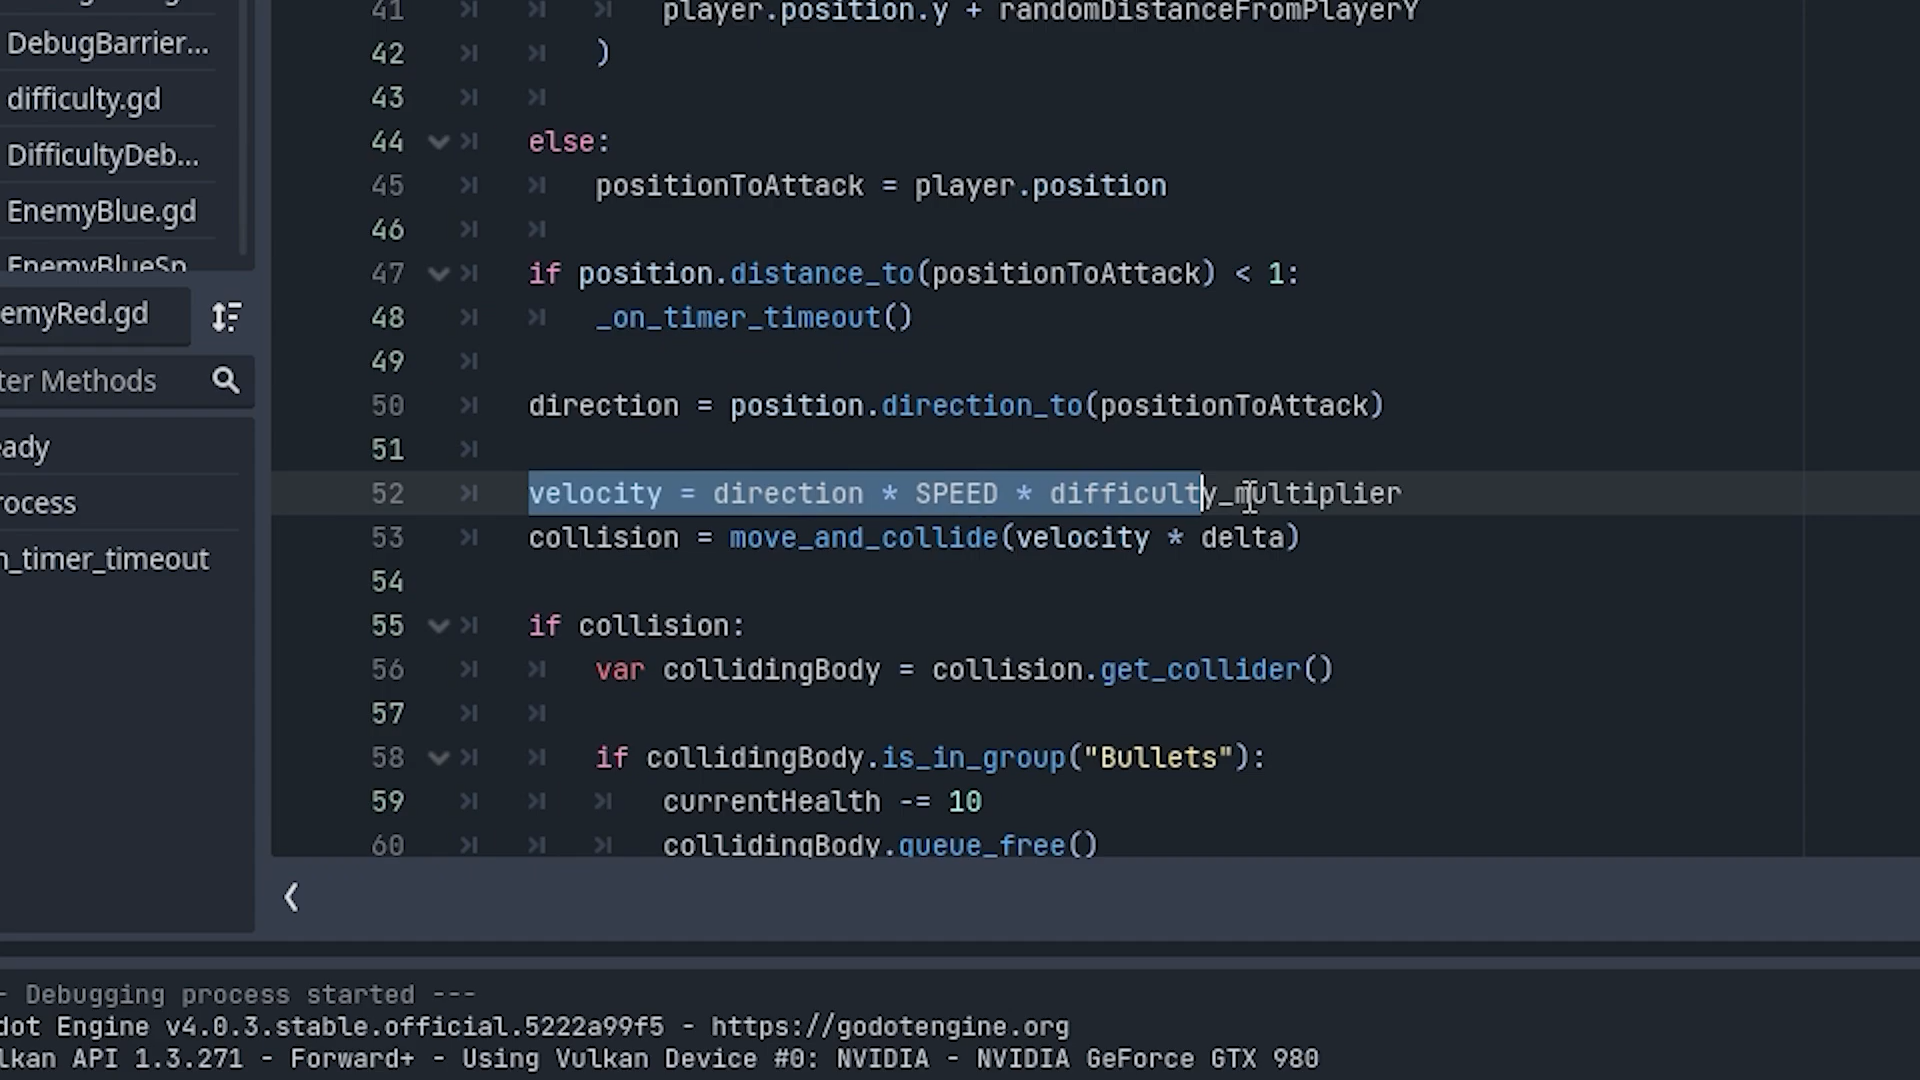 DebugBarrier...
difficulty.gd
DifficultyDeb...
EnemyBlue.gd
EnemyBlueSp
emyRed.gd
ter Methods
eady
rocess
n_timer_timeout
41 player.position.y + randomDistanceFromPlayerY
42 )
43
44 else:
45 positionToAttack = player.position
46
47 if position.distance_to(positionToAttack) < 1:
48 _on_timer_timeout()
49
50 direction = position.direction_to(positionToAttack)
51
52 velocity = direction * SPEED * difficulty_multiplier
53 collision = move_and_collide(velocity * delta)
54
55 if collision:
56 var collidingBody = collision.get_collider()
57
58 if collidingBody.is_in_group("Bullets"):
59 currentHealth -= 10
60 collidingBody.queue_free()
- Debugging process started ---
dot Engine v4.0.3.stable.official.5222a99f5 - https://godotengine.org
lkan API 1.3.271 - Forward+ - Using Vulkan Device #0: NVIDIA - NVIDIA GeForce GTX 980